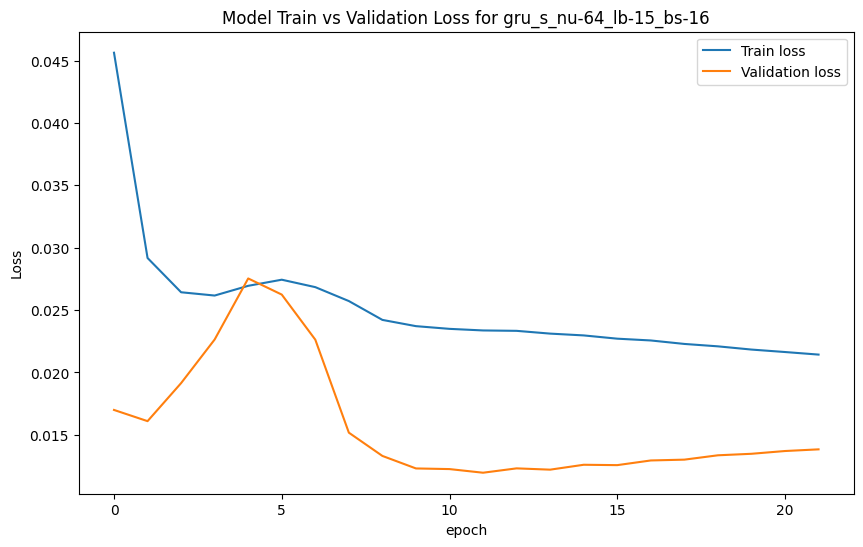 Model Train vs Validation Loss for gru_s_nu-64_lb-15_bs-16
Train loss
Validation loss
0.045
0.040
0.035
0.030
0.025
0.020
0.015
Loss
0 5 10 15 20
epoch